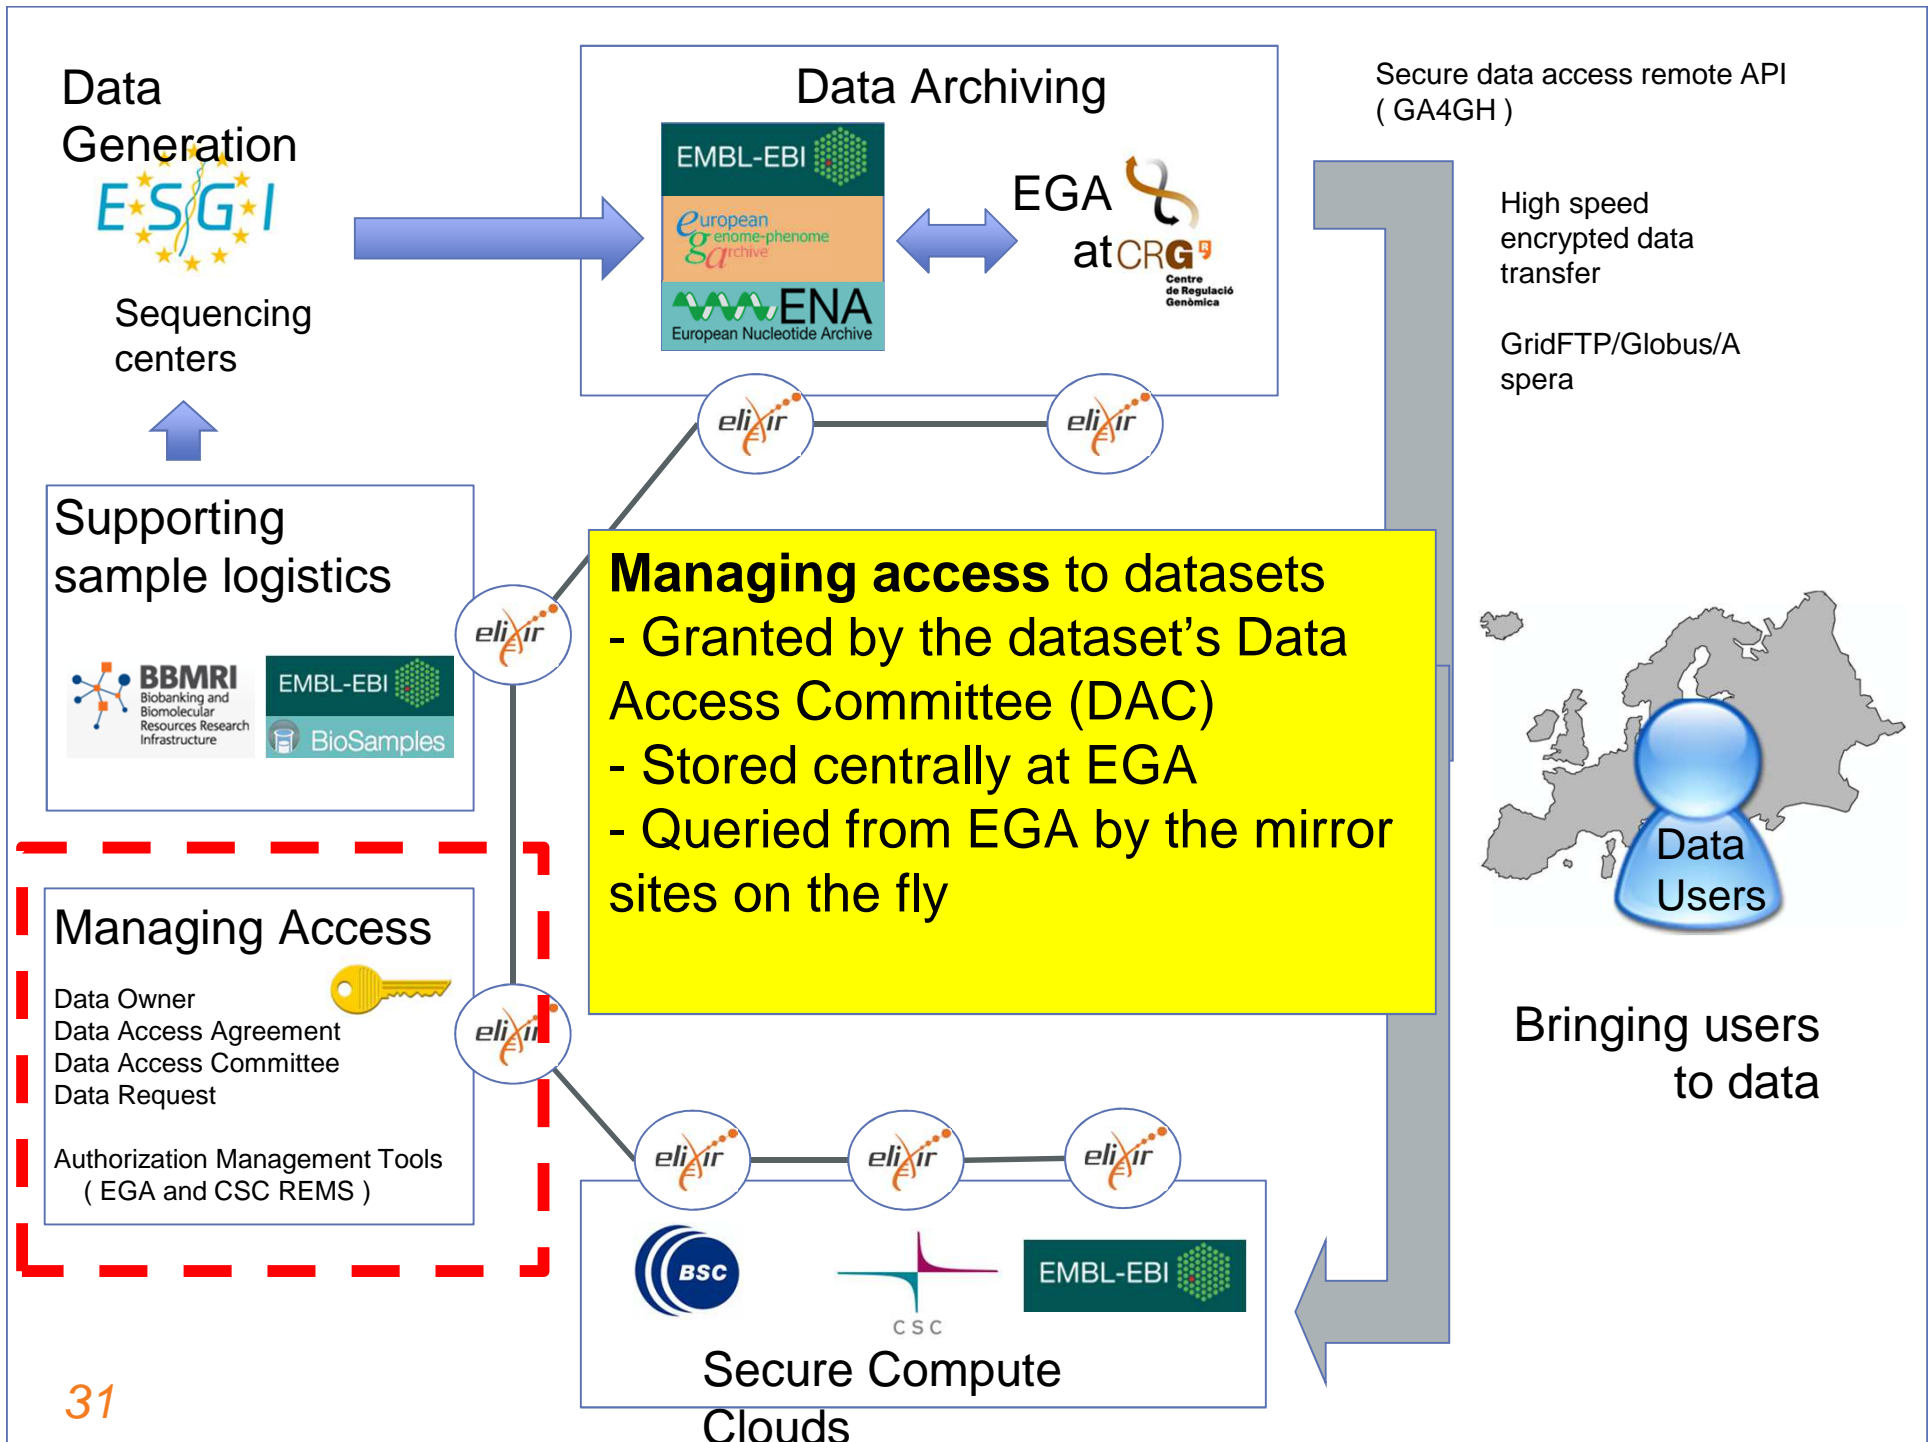 Data
Generation
ESGI
Sequencing
centers
Data Archiving
EMBL-EBI
european
genome-phenome
archive
ENA
European Nucleotide Archive
EGA
at CRG
Centre
de Regulació
Genòmica
Secure data access remote API
( GA4GH )
High speed
encrypted data
transfer
GridFTP/Globus/A
spera
elixir
elixir
Supporting
sample logistics
BBMRI
Biobanking and
Biomolecular
Resources Research
Infrastructure
EMBL-EBI
BioSamples
elixir
Managing access to datasets
- Granted by the dataset’s Data
Access Committee (DAC)
- Stored centrally at EGA
- Queried from EGA by the mirror
sites on the fly
Data
Users
Bringing users
to data
Managing Access
Data Owner
Data Access Agreement
Data Access Committee
Data Request
Authorization Management Tools
( EGA and CSC REMS )
elixir
elixir
elixir
elixir
BSC
CSC
EMBL-EBI
Secure Compute
Clouds
31